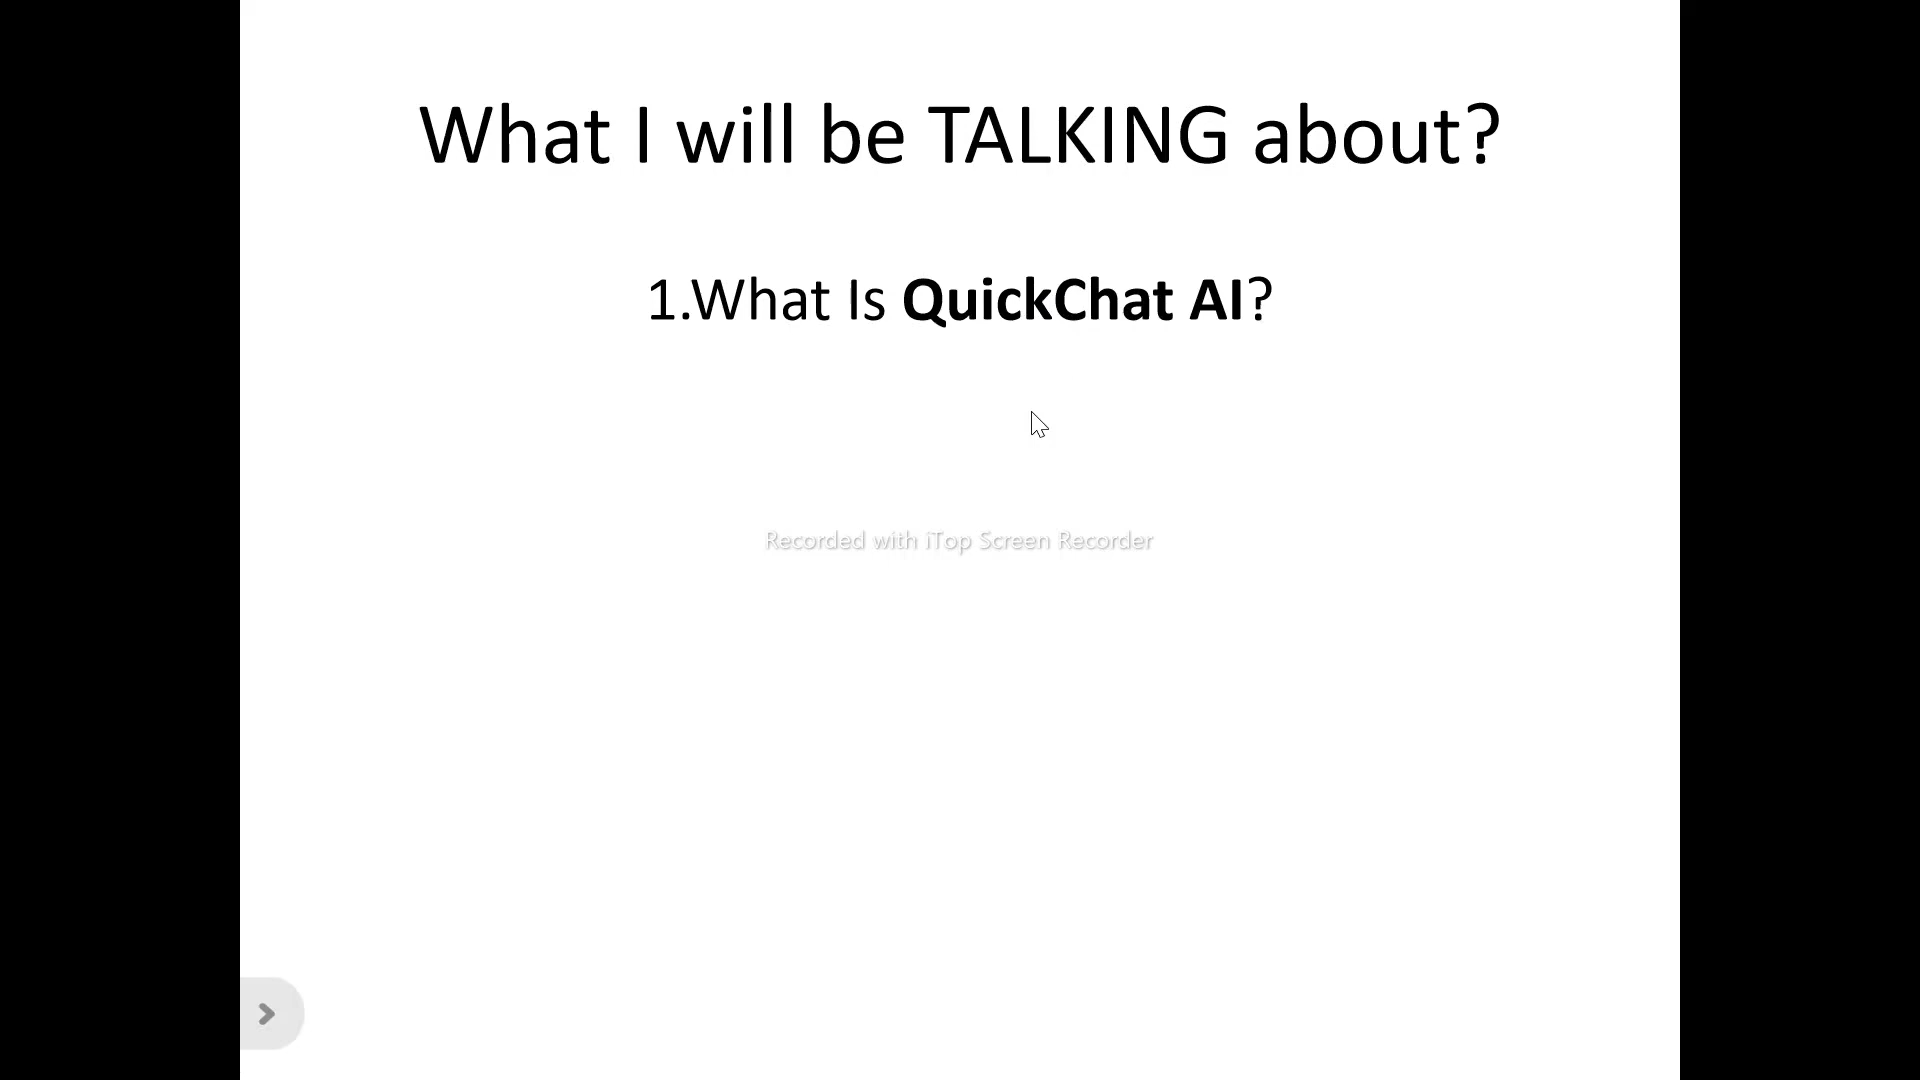 What I will be TALKING about?
1.What Is QuickChat AI?
Recorded with iTop Screen Recorder